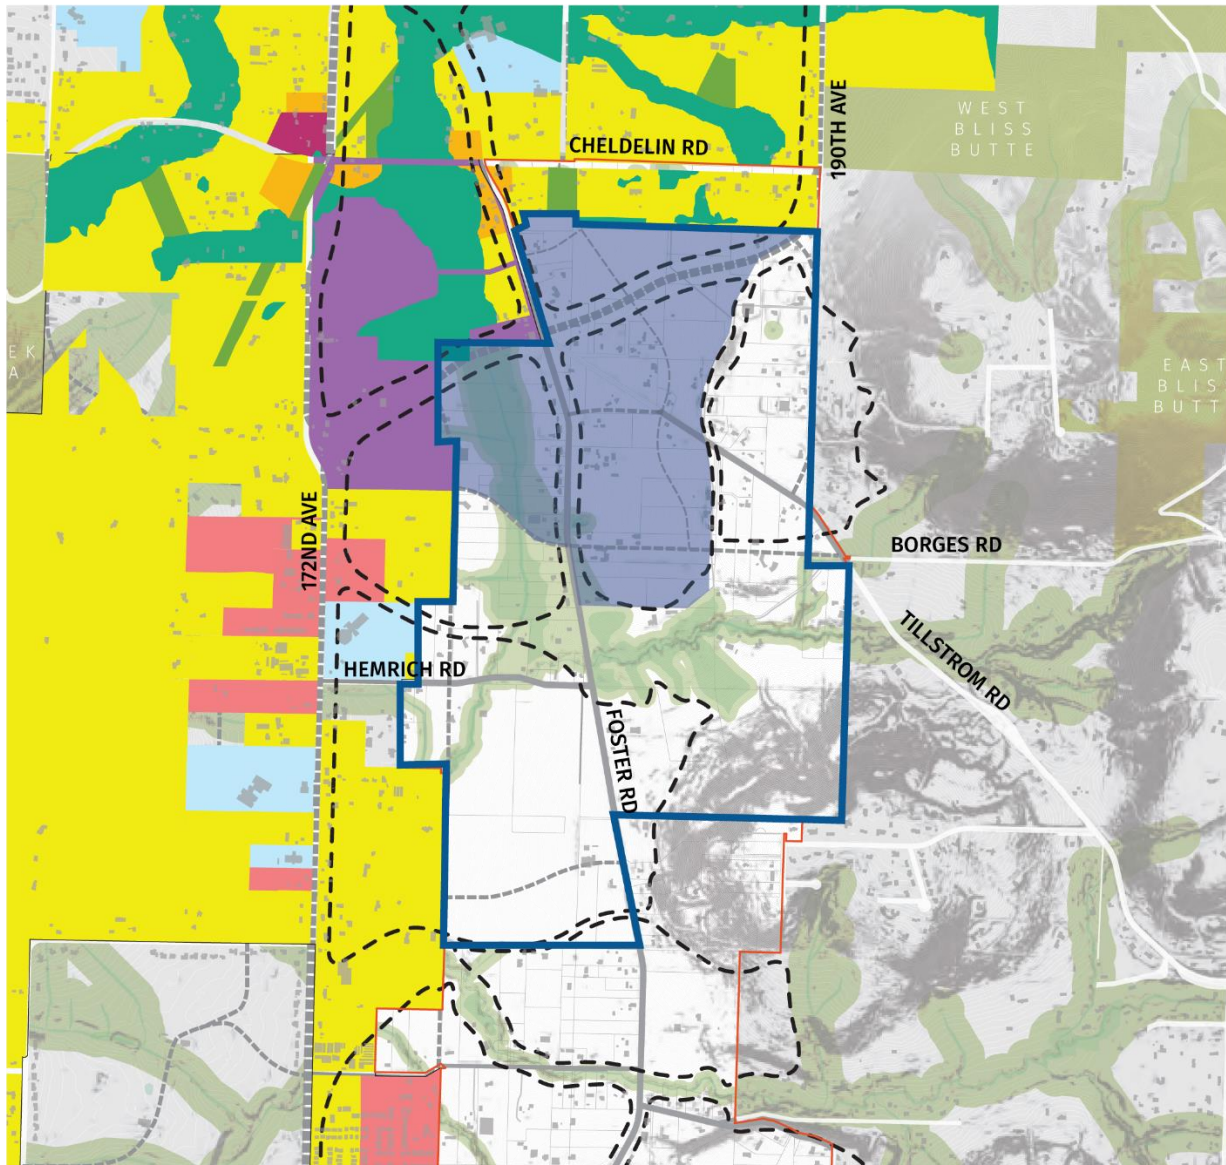 WEST
BLISS
BUTTE
CHELDELIN RD
190TH AVE
EK
A
EAST
BLIS
BUTT
172ND AVE
BORGES RD
TILLSTROM RD
HEMRICH RD
FOSTER RD